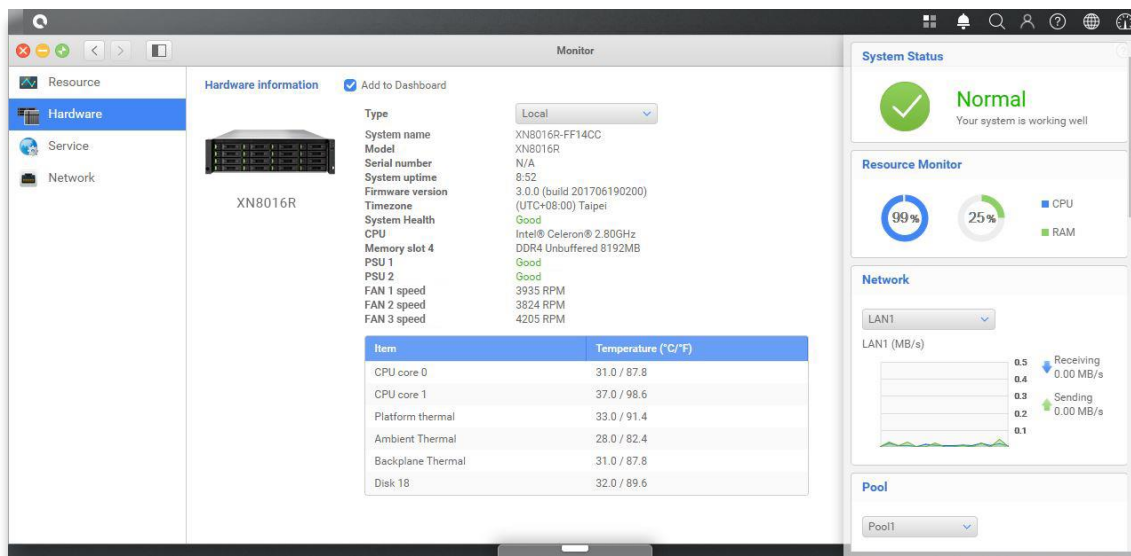 Monitor
Resource
Hardware
Service
Network
Hardware information
Add to Dashboard
XN8016R
Type Local
System name XN8016R-FF14CC
Model XN8016R
Serial number N/A
System uptime 8:52
Firmware version 3.0.0 (build 201706190200)
Timezone (UTC+08:00) Taipei
System Health Good
CPU Intel® Celeron® 2.80GHz
Memory slot 4 DDR4 Unbuffered 8192MB
PSU 1 Good
PSU 2 Good
FAN 1 speed 3935 RPM
FAN 2 speed 3824 RPM
FAN 3 speed 4205 RPM
Item Temperature (°C/°F)
CPU core 0 31.0 / 87.8
CPU core 1 37.0 / 98.6
Platform thermal 33.0 / 91.4
Ambient Thermal 28.0 / 82.4
Backplane Thermal 31.0 / 87.8
Disk 18 32.0 / 89.6
System Status
Normal
Your system is working well
Resource Monitor
99%
25%
CPU
RAM
Network
LAN1
LAN1 (MB/s)
0.5
0.4
0.3
0.2
0.1
Receiving
0.00 MB/s
Sending
0.00 MB/s
Pool
Pool1